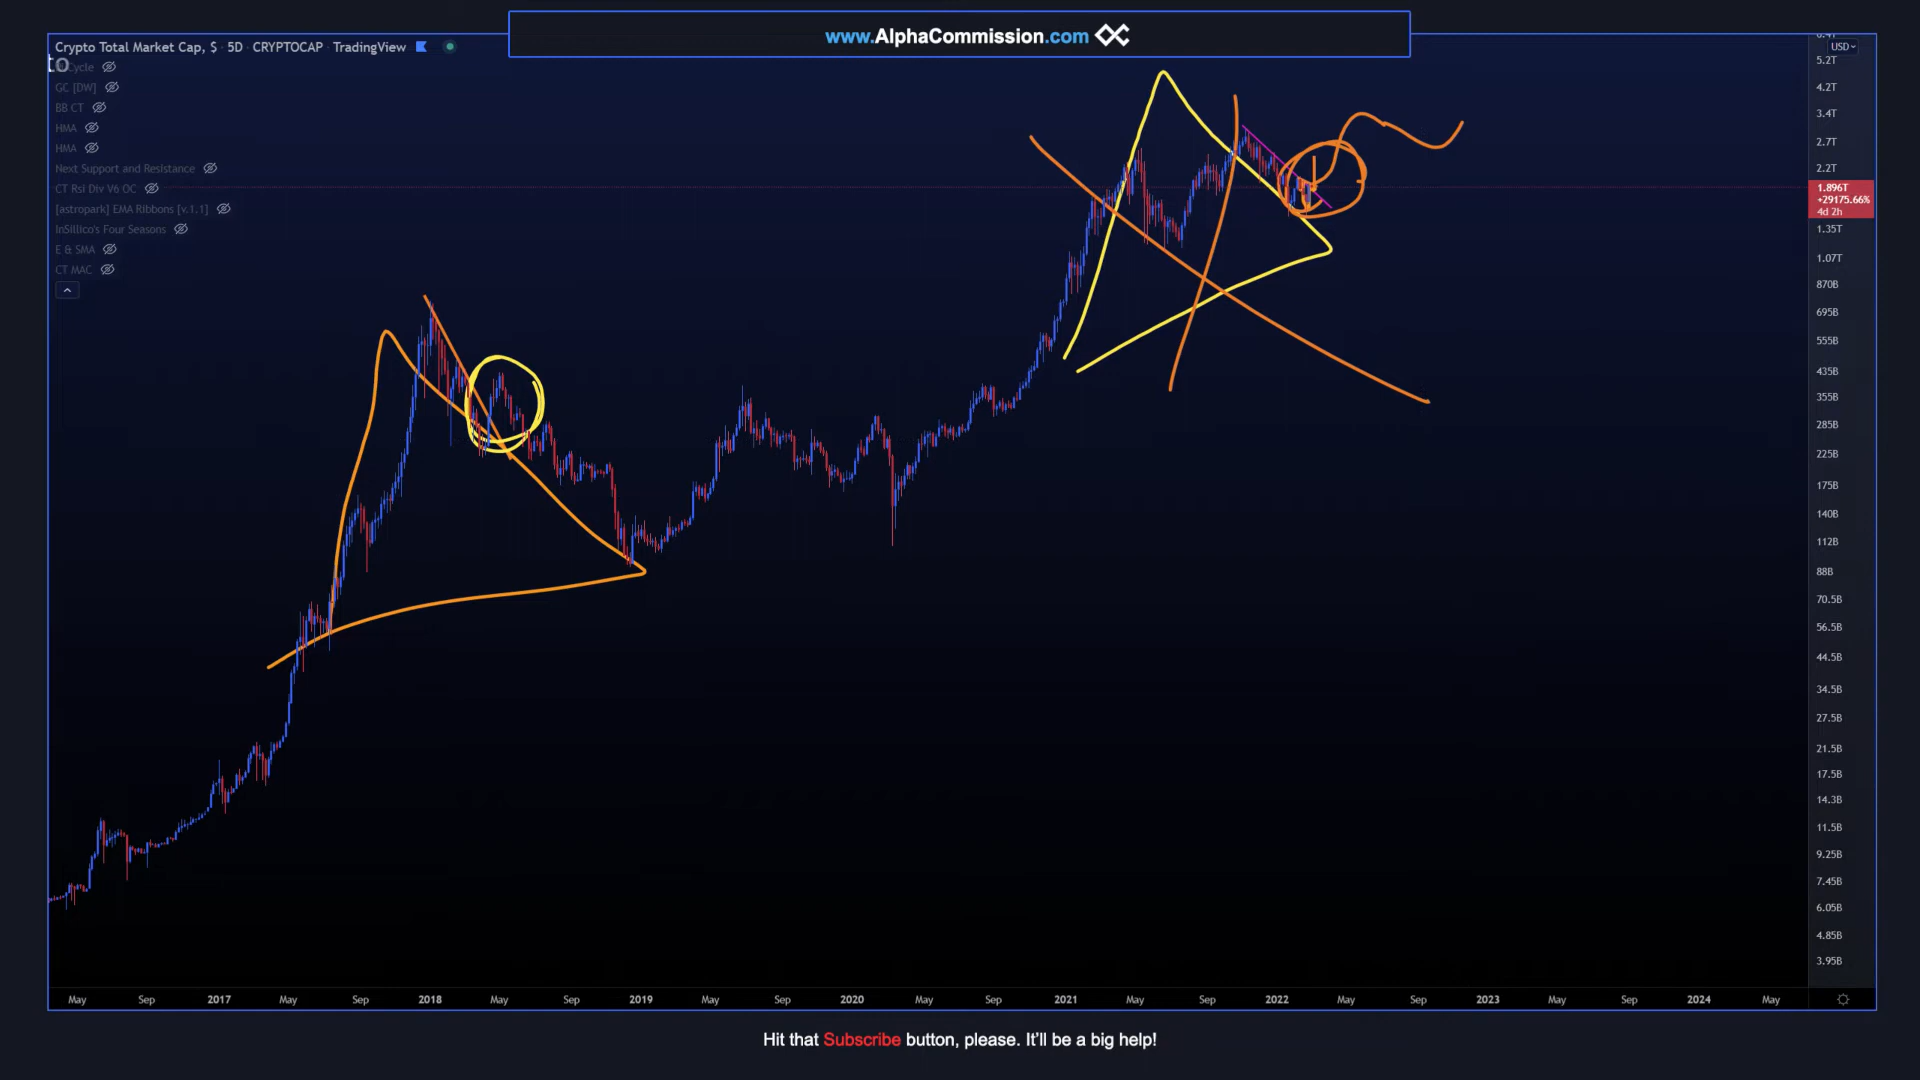 www.AlphaCommission.com
Crypto Total Market Cap, $ · 5D · CRYPTOCAP · TradingView
to
Cycle
GC [DW]
BB CT
HMA
HMA
Next Support and Resistance
CT Rsi Div V6 OC
[astropark] EMA Ribbons [v.1.1]
InSillico's Four Seasons
E & SMA
CT MAC
USD
5.2T
4.2T
3.4T
2.7T
2.2T
1.896T
+29175.66%
4d 2h
1.35T
1.07T
870B
695B
555B
435B
355B
285B
225B
175B
140B
112B
88B
70.5B
56.5B
44.5B
34.5B
27.5B
21.5B
17.5B
14.3B
11.5B
9.25B
7.45B
6.05B
4.85B
3.95B
May Sep 2017 May Sep 2018 May Sep 2019 May Sep 2020 May Sep 2021 May Sep 2022 May Sep 2023 May Sep 2024 May
Hit that Subscribe button, please. It'll be a big help!